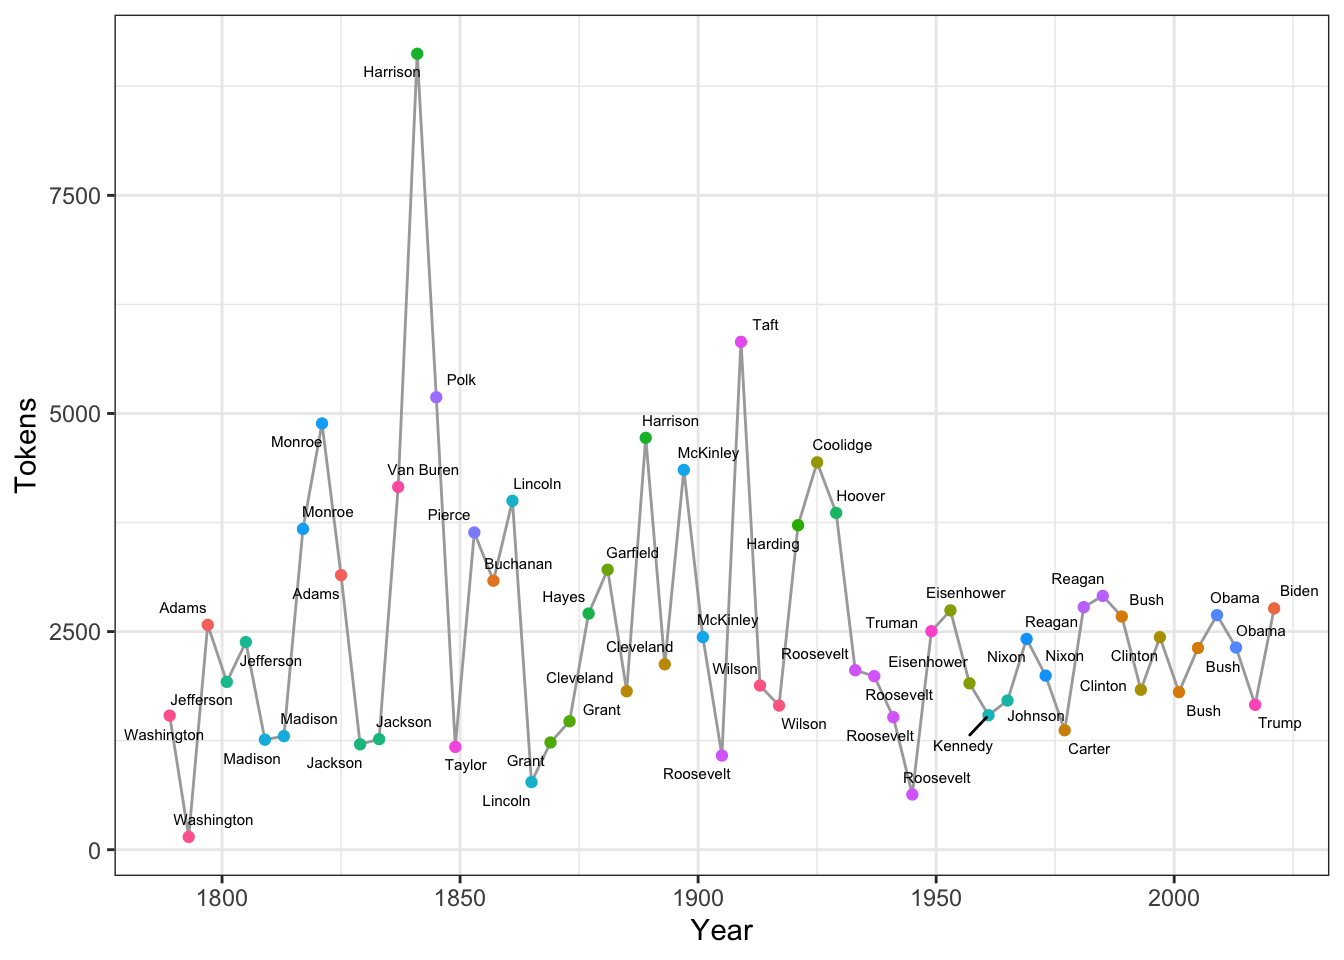 Harrison
7500
Taft
Polk
5000
Harrison
Monroe
Coolidge
McKinley
Van Buren
Tokens
Lincoln
Hoover
Monroe
Pierce
Harding
Garfield
Buchanan
Reagan
Adams
Eisenhower
Biden
Hayes
Obama
Bush
Adams
McKinley
Reagan
Truman
2500
Obama
Cleveland
Roosevelt
Nixon
Nixon
Clinton
Jefferson
Eisenhower
Bush
Wilson
Cleveland
Clinton
Roosevelt
Jefferson
Grant
Bush
Johnson
Madison
Jackson
Wilson
Trump
Washington
Roosevelt
Kennedy
Carter
Madison
Jackson
Taylor
Grant
Roosevelt
Roosevelt
Lincoln
Washington
0
1800 1850 1900 1950 2000
Year